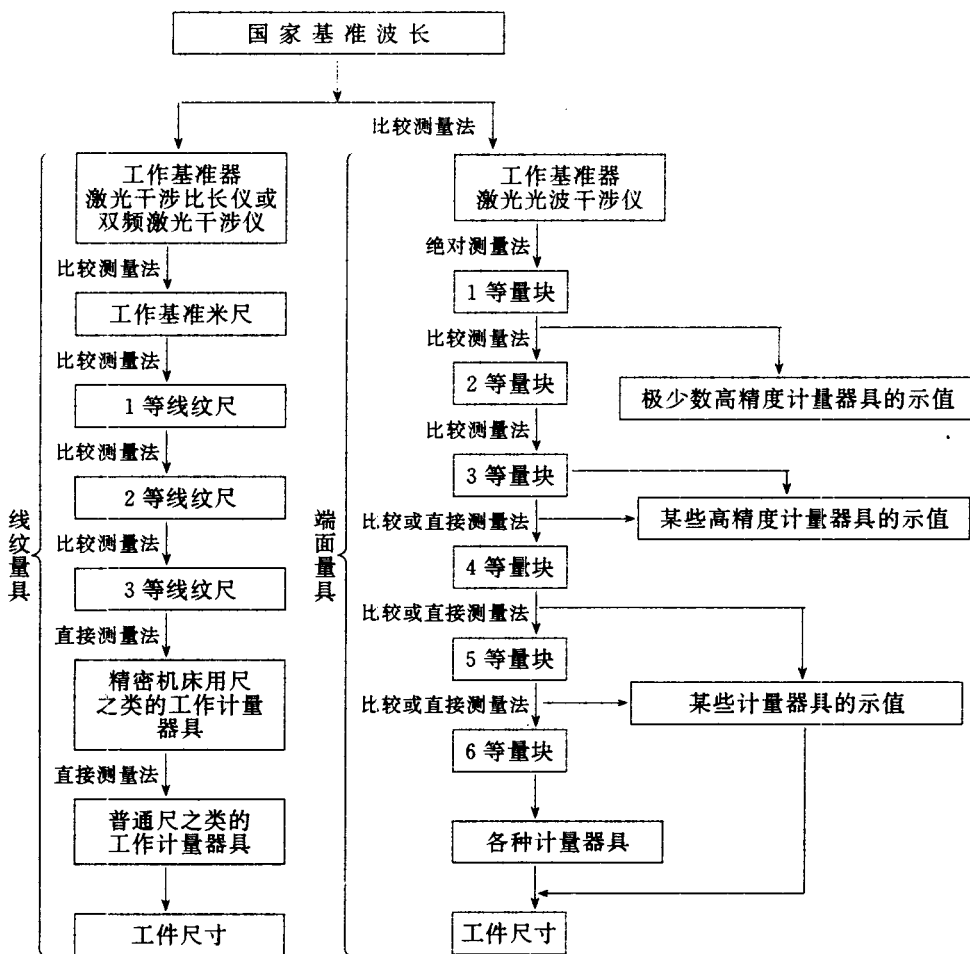 国家基准波长
比较测量法
线纹量具
工作基准器
激光干涉比长仪或
双频激光干涉仪
比较测量法
工作基准米尺
比较测量法
1等线纹尺
比较测量法
2等线纹尺
比较测量法
3等线纹尺
直接测量法
精密机床用尺
之类的工作计量
器具
直接测量法
普通尺之类的
工作计量器具
工件尺寸
端面量具
工作基准器
激光光波干涉仪
绝对测量法
1等量块
比较测量法
2等量块
极少数高精度计量器具的示值
比较测量法
3等量块
某些高精度计量器具的示值
比较或直接测量法
4等量块
比较或直接测量法
5等量块
某些计量器具的示值
比较或直接测量法
6等量块
各种计量器具
工件尺寸